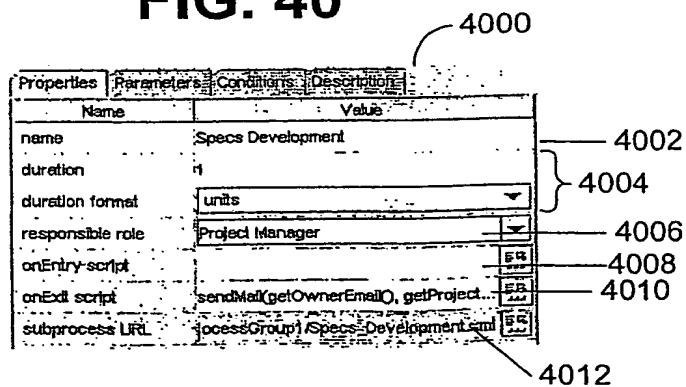 FIG. 40
4000
Properties Parameters Conditions Description
Name Value
name Specs Development 4002
duration 1
duration format units 4004
responsible role Project Manager 4006
onEntry script 4008
onExit script sendMail(getOwnerEmail(), getProject... 4010
subprocess URL ocessGroup1/Specs-Development.xml
4012